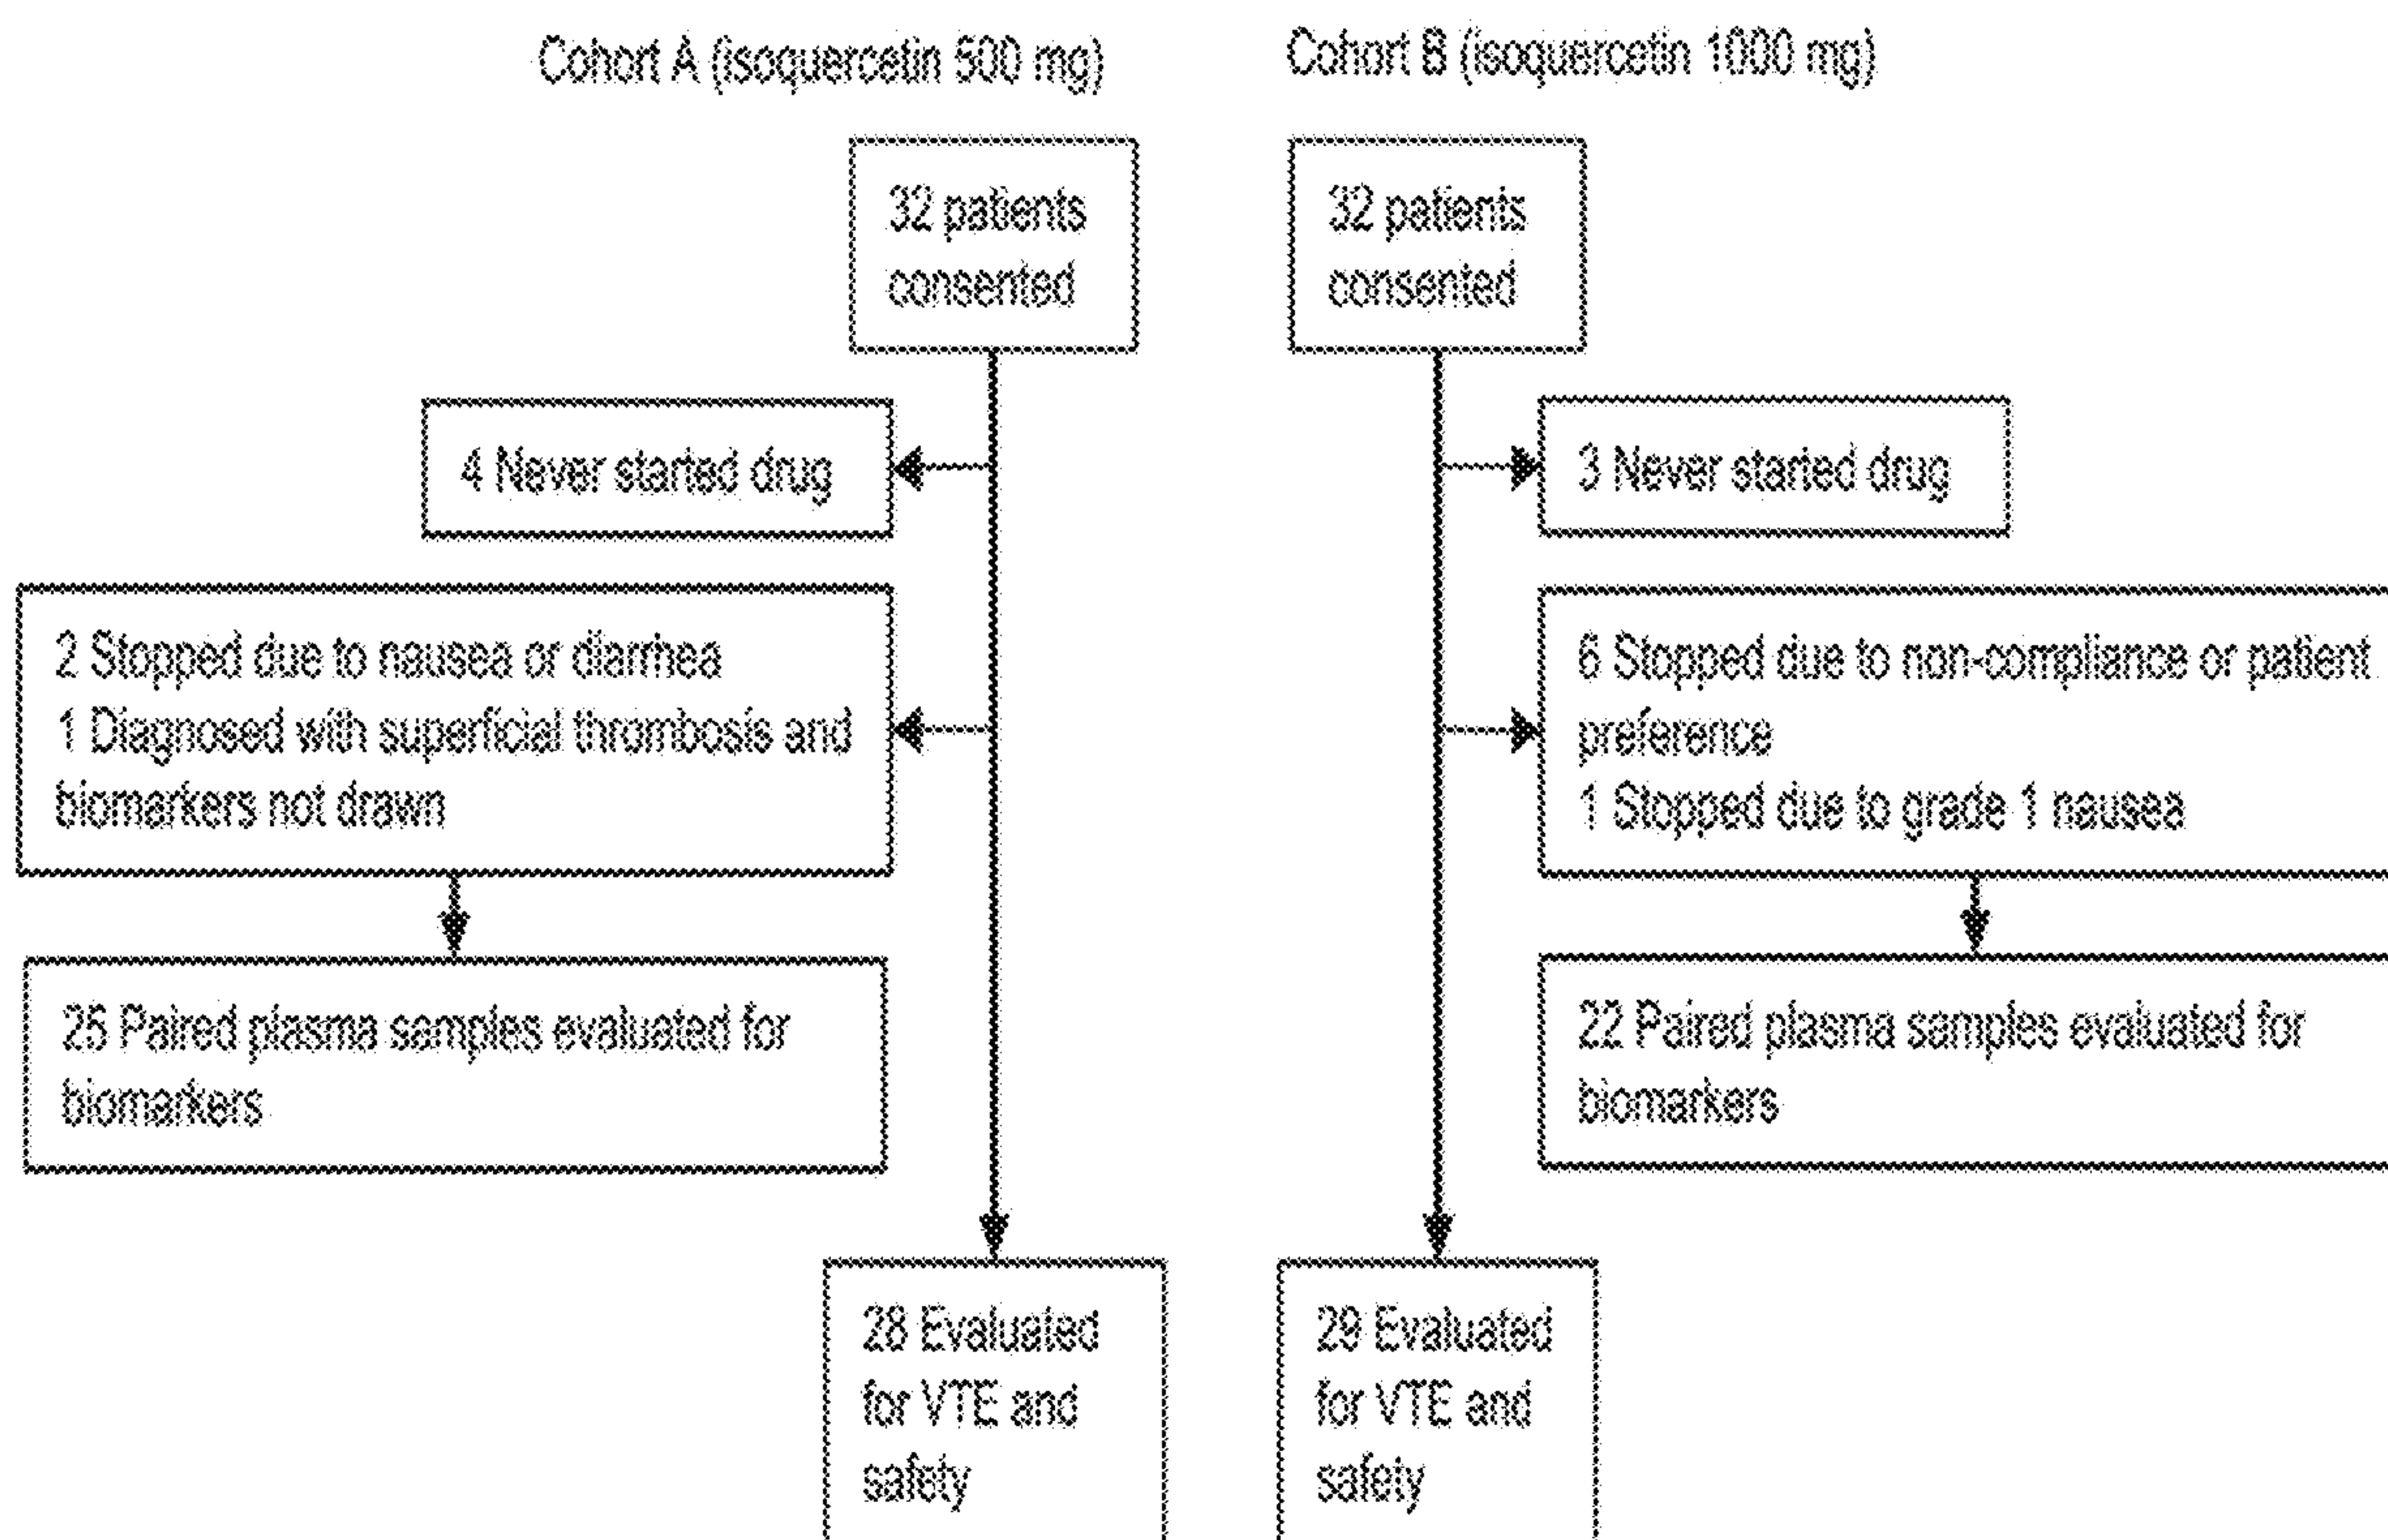 Cohort A (isoquercetin 500 mg)
Cohort B (isoquercetin 1000 mg)
32 patients
consented
32 patients
consented
4 Never started drug
3 Never started drug
2 Stopped due to nausea or diarrhea
1 Diagnosed with superficial thrombosis and
biomarkers not drawn
6 Stopped due to non-compliance or patient
preference
1 Stopped due to grade 1 nausea
25 Paired plasma samples evaluated for
biomarkers
22 Paired plasma samples evaluated for
biomarkers
28 Evaluated
for VTE and
safety
29 Evaluated
for VTE and
safety